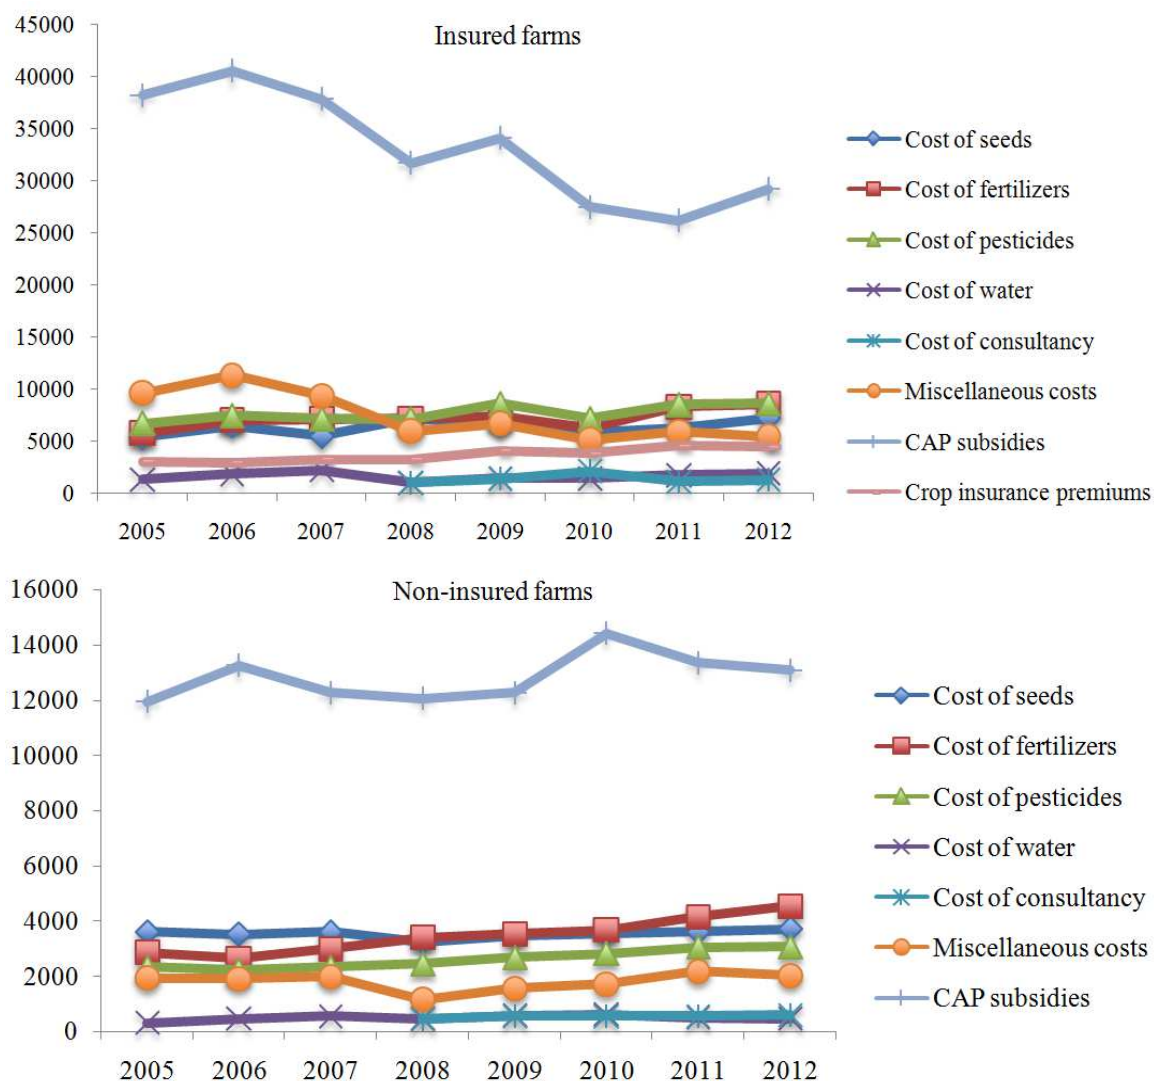 Insured farms
45000
40000
35000
30000
25000
20000
15000
10000
5000
0
2005 2006 2007 2008 2009 2010 2011 2012
Cost of seeds
Cost of fertilizers
Cost of pesticides
Cost of water
Cost of consultancy
Miscellaneous costs
CAP subsidies
Crop insurance premiums
Non-insured farms
16000
14000
12000
10000
8000
6000
4000
2000
0
2005 2006 2007 2008 2009 2010 2011 2012
Cost of seeds
Cost of fertilizers
Cost of pesticides
Cost of water
Cost of consultancy
Miscellaneous costs
CAP subsidies